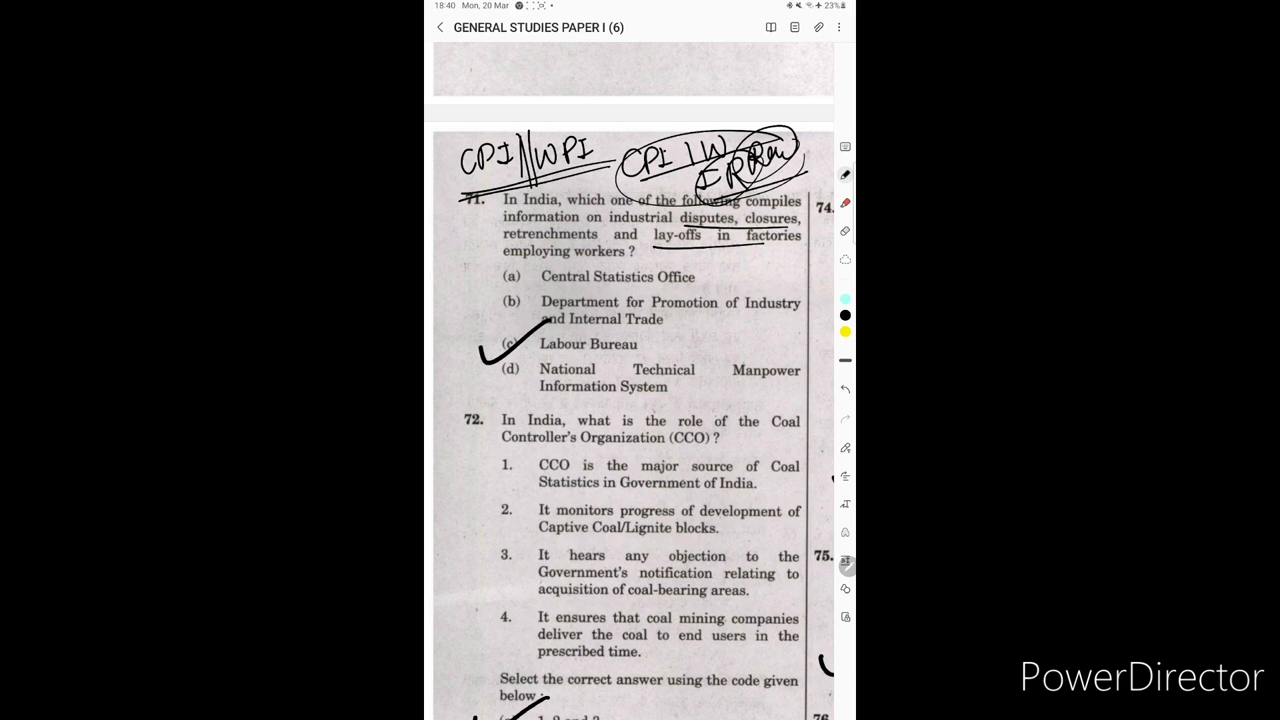 18:40 Mon, 20 Mar
23%
GENERAL STUDIES PAPER I (6)
CPI || WPI CPI IW
71. In India, which one of the following compiles
information on industrial disputes, closures,
retrenchments and lay-offs in factories
employing workers ?
(a) Central Statistics Office
(b) Department for Promotion of Industry
and Internal Trade
(c) Labour Bureau
(d) National Technical Manpower
Information System
72. In India, what is the role of the Coal
Controller's Organization (CCO) ?
1. CCO is the major source of Coal
Statistics in Government of India.
2. It monitors progress of development of
Captive Coal/Lignite blocks.
3. It hears any objection to the
Government's notification relating to
acquisition of coal-bearing areas.
4. It ensures that coal mining companies
deliver the coal to end users in the
prescribed time.
Select the correct answer using the code given
below :
74.
75.
PowerDirector